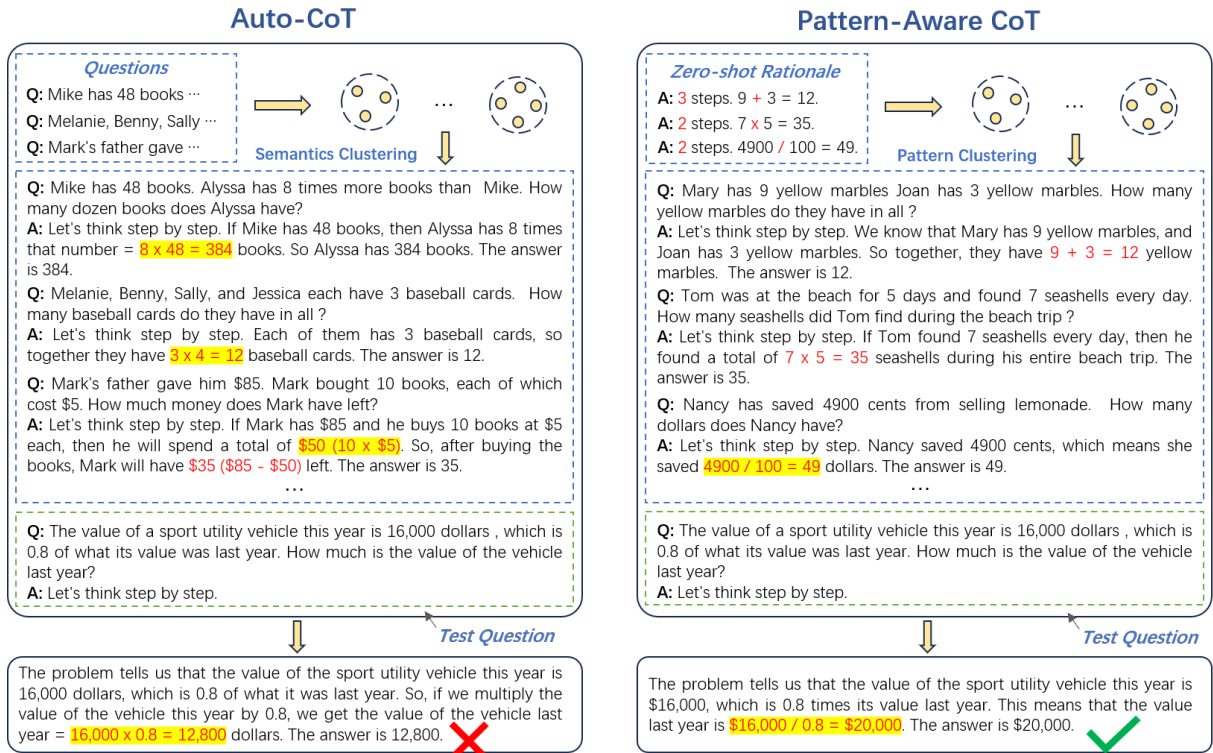 Auto-CoT
Questions
Q: Mike has 48 books ···
Q: Melanie, Benny, Sally ···
Q: Mark's father gave ···
...
Semantics Clustering
Q: Mike has 48 books. Alyssa has 8 times more books than Mike. How
many dozen books does Alyssa have?
A: Let's think step by step. If Mike has 48 books, then Alyssa has 8 times
that number = 8 x 48 = 384 books. So Alyssa has 384 books. The answer
is 384.
Q: Melanie, Benny, Sally, and Jessica each have 3 baseball cards. How
many baseball cards do they have in all ?
A: Let's think step by step. Each of them has 3 baseball cards, so
together they have 3 x 4 = 12 baseball cards. The answer is 12.
Q: Mark's father gave him $85. Mark bought 10 books, each of which
cost $5. How much money does Mark have left?
A: Let's think step by step. If Mark has $85 and he buys 10 books at $5
each, then he will spend a total of $50 (10 x $5). So, after buying the
books, Mark will have $35 ($85 - $50) left. The answer is 35.
...
Q: The value of a sport utility vehicle this year is 16,000 dollars , which is
0.8 of what its value was last year. How much is the value of the vehicle
last year?
A: Let's think step by step.
Test Question
The problem tells us that the value of the sport utility vehicle this year is
16,000 dollars, which is 0.8 of what it was last year. So, if we multiply the
value of the vehicle this year by 0.8, we get the value of the vehicle last
year = 16,000 x 0.8 = 12,800 dollars. The answer is 12,800.
Pattern-Aware CoT
Zero-shot Rationale
A: 3 steps. 9 + 3 = 12.
A: 2 steps. 7 x 5 = 35.
A: 2 steps. 4900 / 100 = 49.
...
Pattern Clustering
Q: Mary has 9 yellow marbles Joan has 3 yellow marbles. How many
yellow marbles do they have in all ?
A: Let's think step by step. We know that Mary has 9 yellow marbles, and
Joan has 3 yellow marbles. So together, they have 9 + 3 = 12 yellow
marbles. The answer is 12.
Q: Tom was at the beach for 5 days and found 7 seashells every day.
How many seashells did Tom find during the beach trip ?
A: Let's think step by step. If Tom found 7 seashells every day, then he
found a total of 7 x 5 = 35 seashells during his entire beach trip. The
answer is 35.
Q: Nancy has saved 4900 cents from selling lemonade. How many
dollars does Nancy have?
A: Let's think step by step. Nancy saved 4900 cents, which means she
saved 4900 / 100 = 49 dollars. The answer is 49.
...
Q: The value of a sport utility vehicle this year is 16,000 dollars , which is
0.8 of what its value was last year. How much is the value of the vehicle
last year?
A: Let's think step by step.
Test Question
The problem tells us that the value of the sport utility vehicle this year is
$16,000, which is 0.8 times its value last year. This means that the value
last year is $16,000 / 0.8 = $20,000. The answer is $20,000.